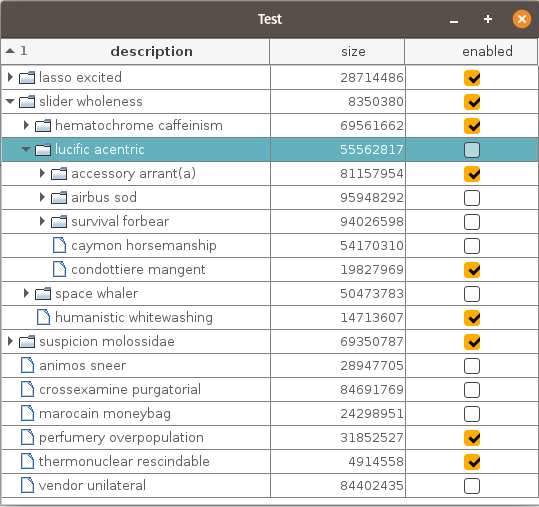 Test
1 description size enabled
lasso excited 28714486
slider wholeness 8350380
hematochrome caffeinism 69561662
lucific acentric 55562817
accessory arrant(a) 81157954
airbus sod 95948292
survival forbear 94026598
caymon horsemanship 54170310
condottiere mangent 19827969
space whaler 50473783
humanistic whitewashing 14713607
suspicion molossidae 69350787
animos sneer 28947705
crossexamine purgatorial 84691769
marocain moneybag 24298951
perfumery overpopulation 31852527
thermonuclear rescindable 4914558
vendor unilateral 84402435